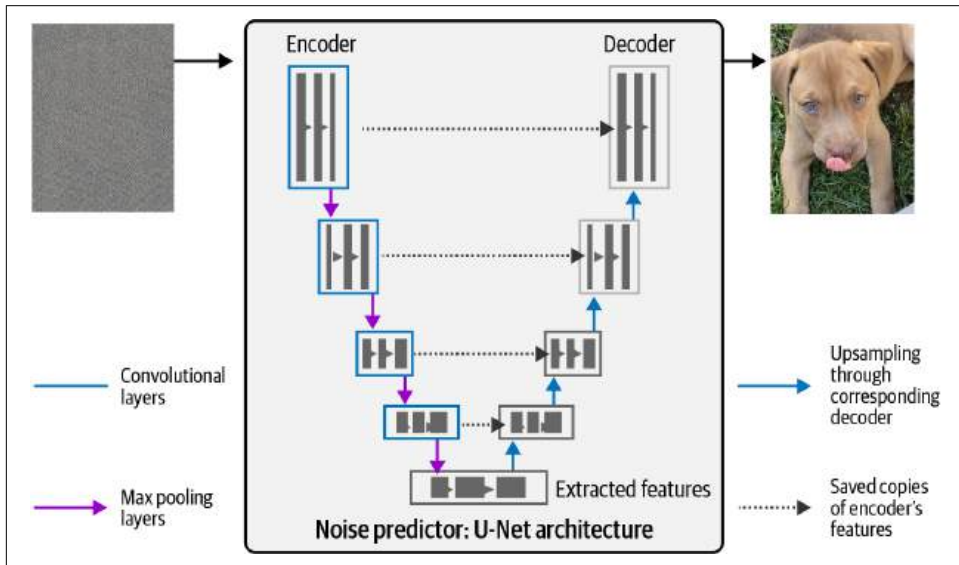 Encoder
Decoder
Convolutional
layers
Max pooling
layers
Extracted features
Noise predictor: U-Net architecture
Upsampling
through
corresponding
decoder
Saved copies
of encoder's
features